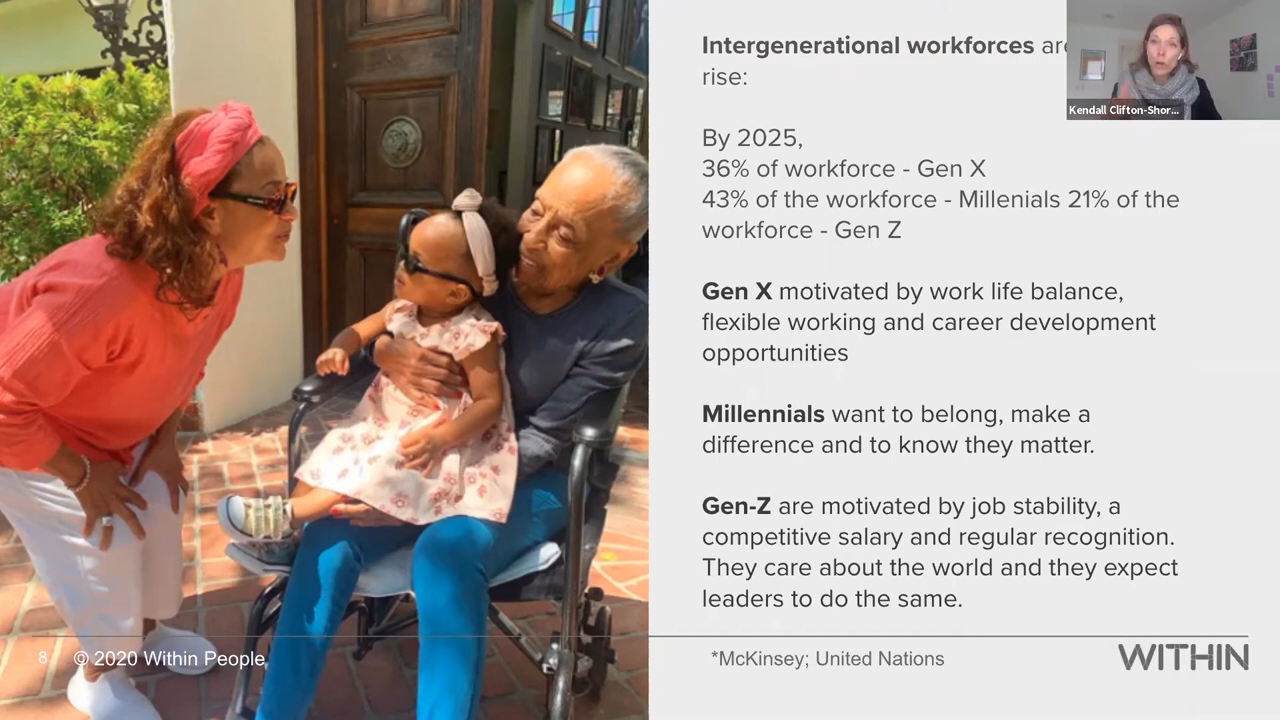 Intergenerational workforces are
rise:
By 2025,
36% of workforce - Gen X
43% of the workforce - Millenials 21% of the
workforce - Gen Z
Gen X motivated by work life balance,
flexible working and career development
opportunities
Millennials want to belong, make a
difference and to know they matter.
Gen-Z are motivated by job stability, a
competitive salary and regular recognition.
They care about the world and they expect
leaders to do the same.
Kendall Clifton-Shor...
8 © 2020 Within People
*McKinsey; United Nations
WITHIN